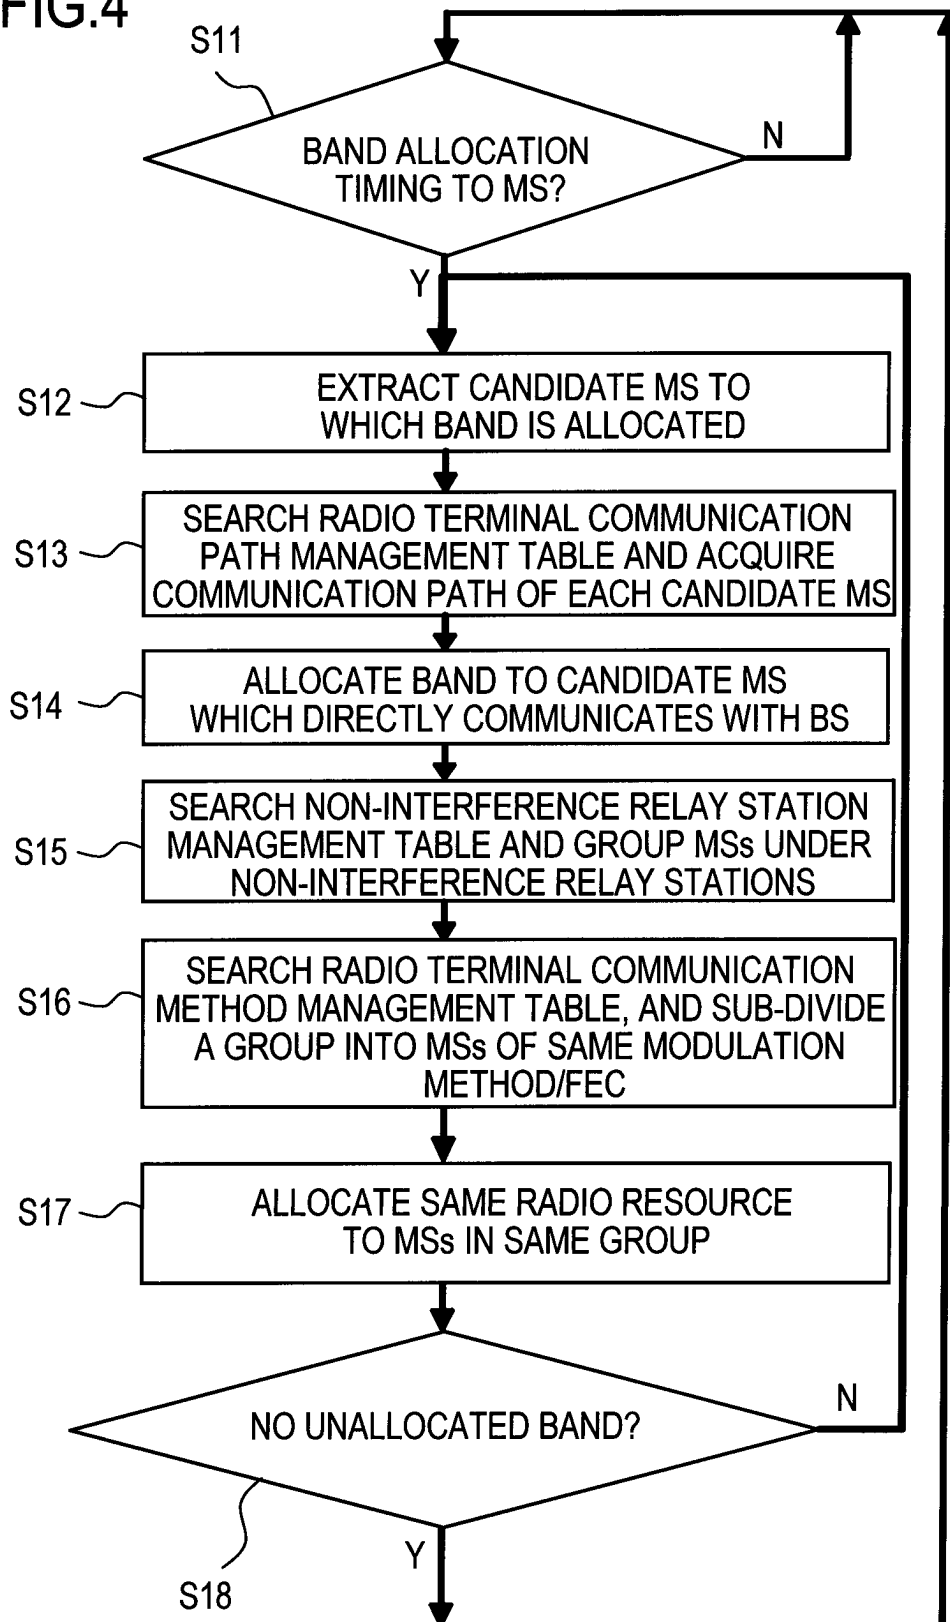 FIG.4
S11
BAND ALLOCATION
TIMING TO MS?
N
Y
S12
EXTRACT CANDIDATE MS TO
WHICH BAND IS ALLOCATED
S13
SEARCH RADIO TERMINAL COMMUNICATION
PATH MANAGEMENT TABLE AND ACQUIRE
COMMUNICATION PATH OF EACH CANDIDATE MS
S14
ALLOCATE BAND TO CANDIDATE MS
WHICH DIRECTLY COMMUNICATES WITH BS
S15
SEARCH NON-INTERFERENCE RELAY STATION
MANAGEMENT TABLE AND GROUP MSs UNDER
NON-INTERFERENCE RELAY STATIONS
S16
SEARCH RADIO TERMINAL COMMUNICATION
METHOD MANAGEMENT TABLE, AND SUB-DIVIDE
A GROUP INTO MSs OF SAME MODULATION
METHOD/FEC
S17
ALLOCATE SAME RADIO RESOURCE
TO MSs IN SAME GROUP
NO UNALLOCATED BAND?
N
Y
S18